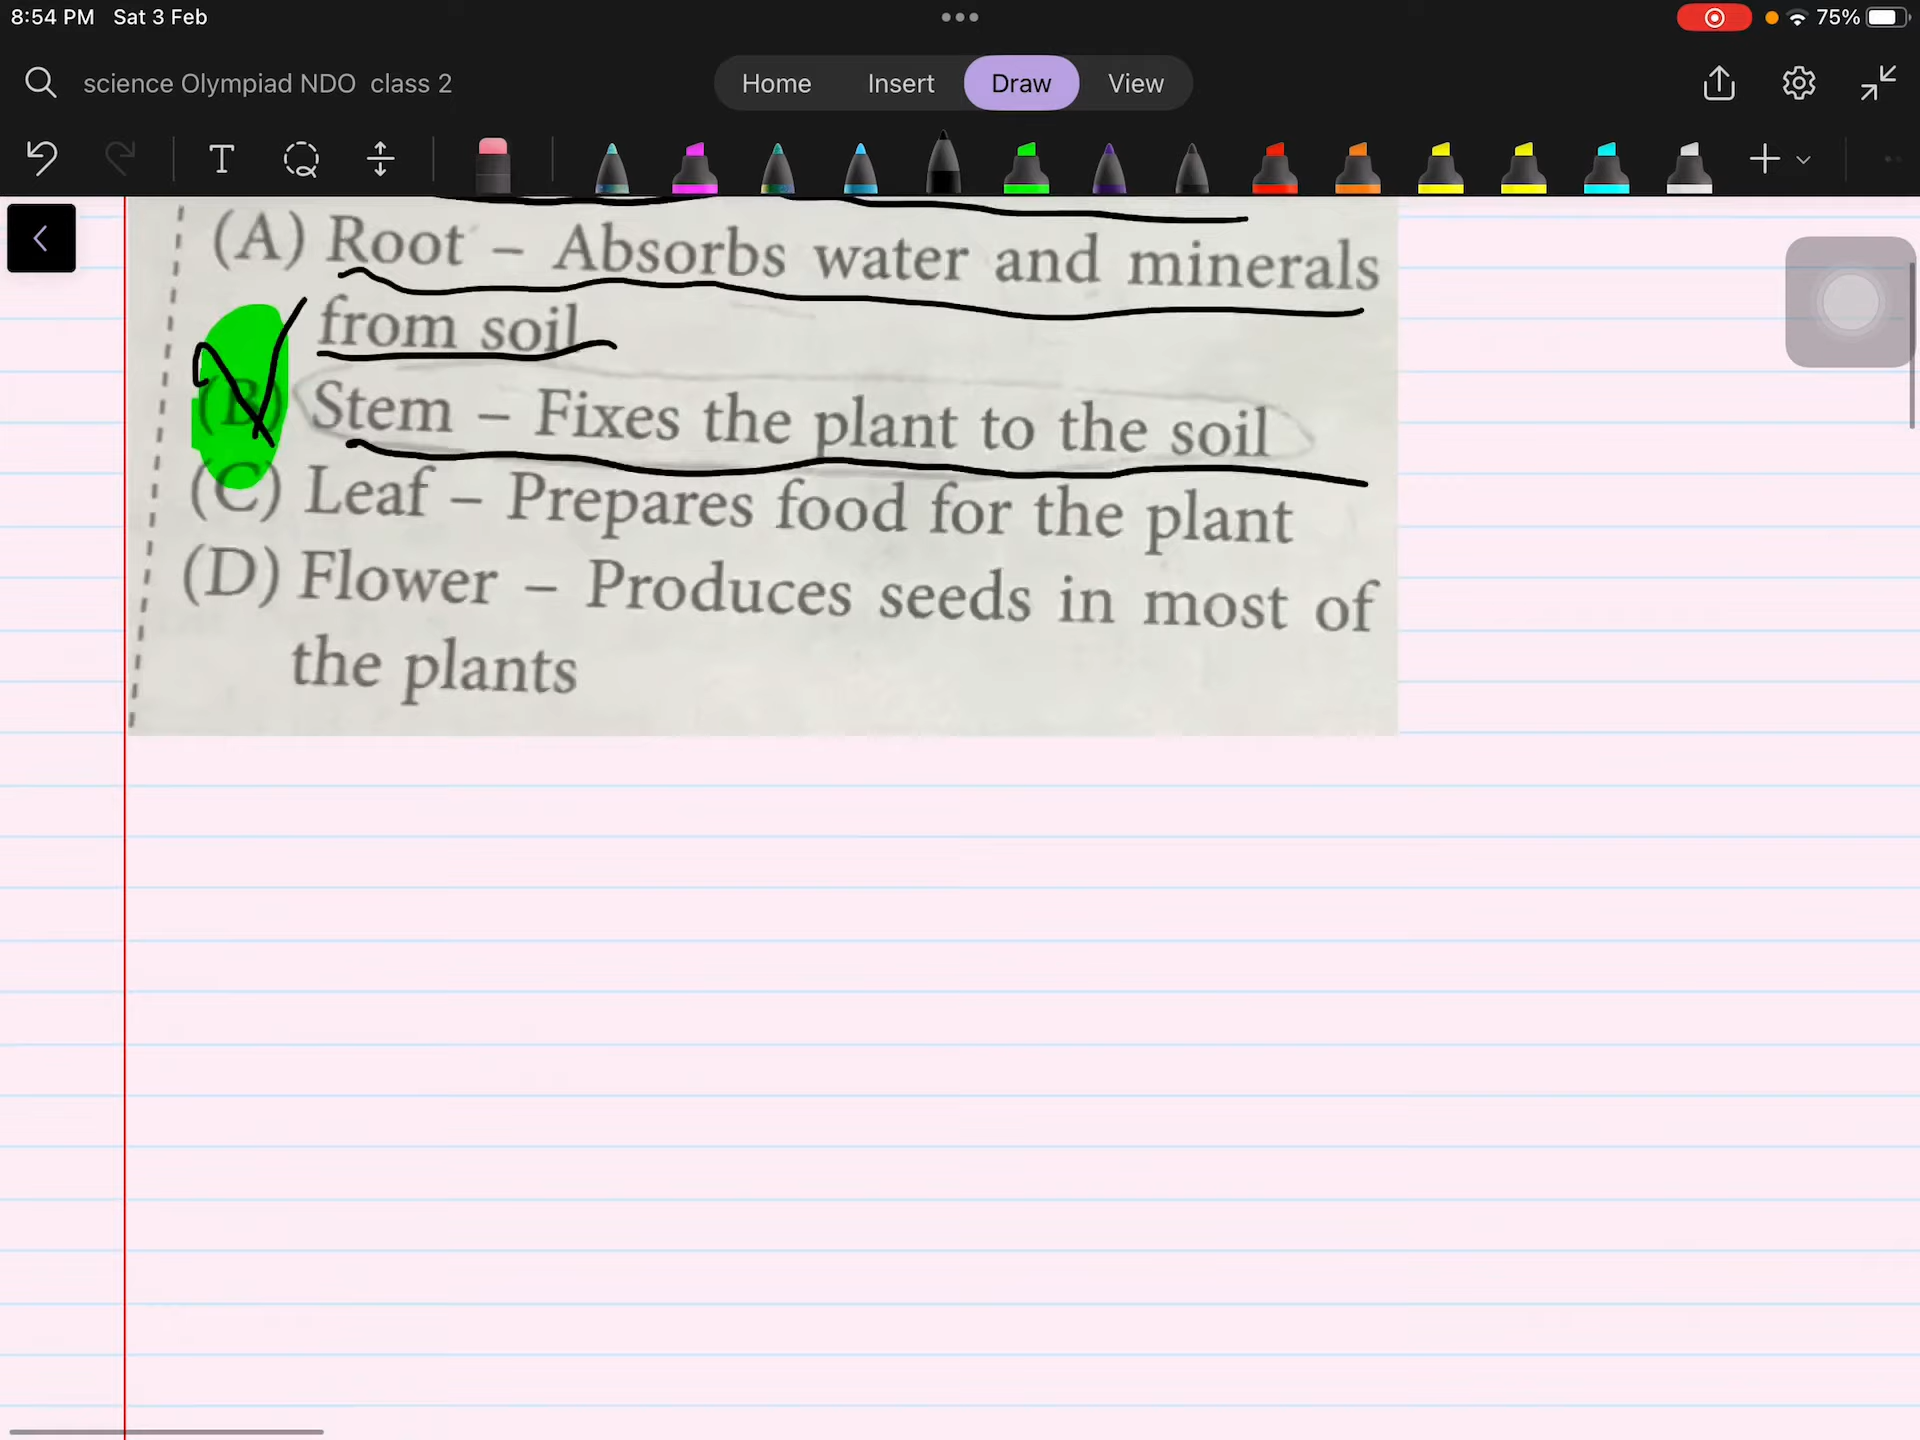 8:54 PM Sat 3 Feb
75%
science Olympiad NDO class 2
Home Insert Draw View
T
(A) Root – Absorbs water and minerals
from soil
(B) Stem – Fixes the plant to the soil
(C) Leaf – Prepares food for the plant
(D) Flower – Produces seeds in most of
the plants